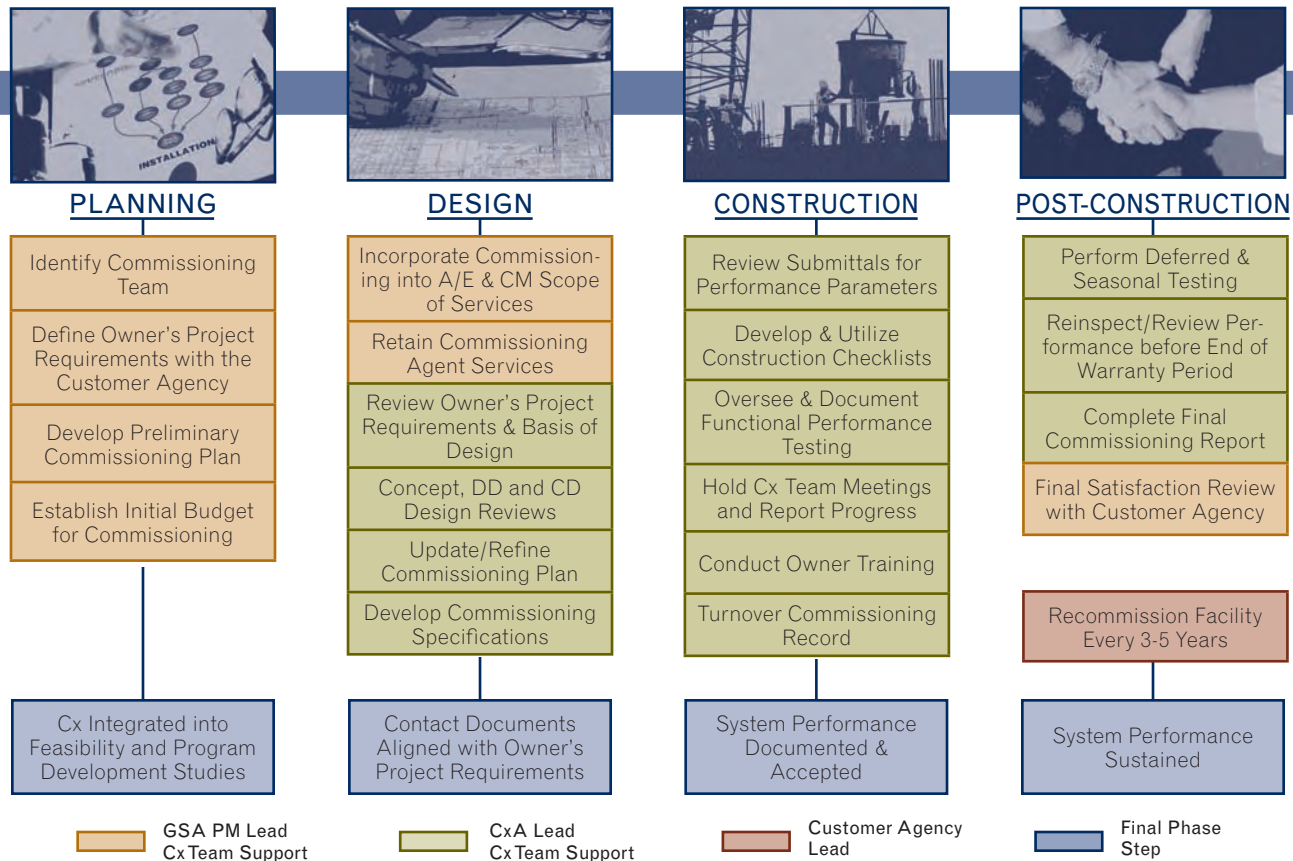 INSTALLATION
PLANNING
Identify Commissioning
Team
Define Owner's Project
Requirements with the
Customer Agency
Develop Preliminary
Commissioning Plan
Establish Initial Budget
for Commissioning
Cx Integrated into
Feasibility and Program
Development Studies
DESIGN
Incorporate Commission-
ing into A/E & CM Scope
of Services
Retain Commissioning
Agent Services
Review Owner's Project
Requirements & Basis of
Design
Concept, DD and CD
Design Reviews
Update/Refine
Commissioning Plan
Develop Commissioning
Specifications
Contact Documents
Aligned with Owner's
Project Requirements
CONSTRUCTION
Review Submittals for
Performance Parameters
Develop & Utilize
Construction Checklists
Oversee & Document
Functional Performance
Testing
Hold Cx Team Meetings
and Report Progress
Conduct Owner Training
Turnover Commissioning
Record
System Performance
Documented &
Accepted
POST-CONSTRUCTION
Perform Deferred &
Seasonal Testing
Reinspect/Review Per-
formance before End of
Warranty Period
Complete Final
Commissioning Report
Final Satisfaction Review
with Customer Agency
Recommission Facility
Every 3-5 Years
System Performance
Sustained
GSA PM Lead
Cx Team Support
CxA Lead
Cx Team Support
Customer Agency
Lead
Final Phase
Step